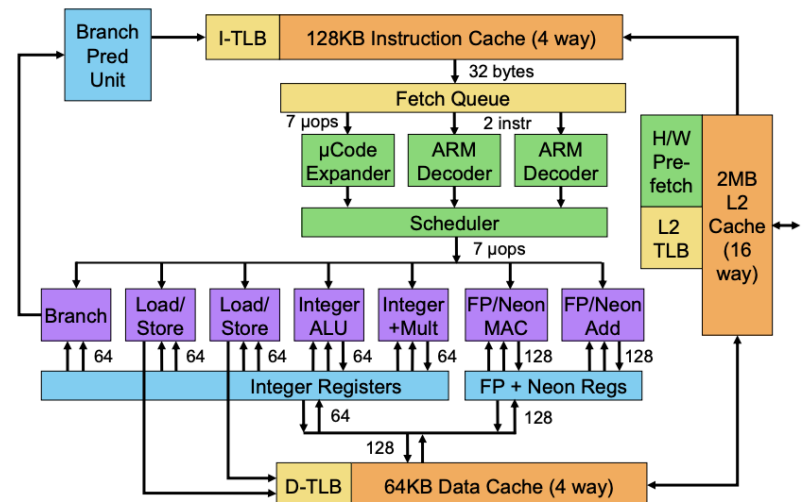 Branch
Pred
Unit
I-TLB
128KB Instruction Cache (4 way)
32 bytes
Fetch Queue
7 µops
2 instr
µCode
Expander
ARM
Decoder
ARM
Decoder
H/W
Pre-
fetch
L2
TLB
2MB
L2
Cache
(16
way)
Scheduler
7 µops
Branch
Load/
Store
Load/
Store
Integer
ALU
Integer
+Mult
FP/Neon
MAC
FP/Neon
Add
64
64
64
64
64
128
128
Integer Registers
FP + Neon Regs
64
128
128
D-TLB
64KB Data Cache (4 way)